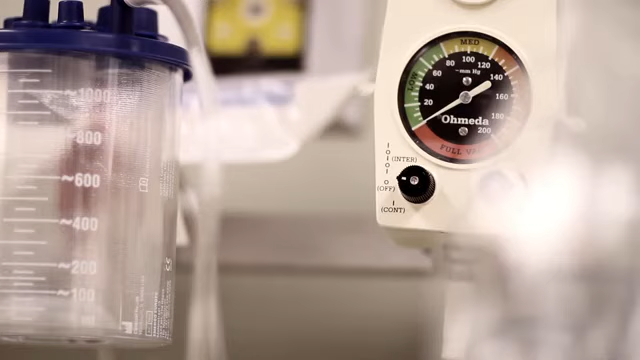 ~1000
~800
~600
~400
~200
~100
MED
80 100 120
60 140
~mm Hg
40 160
20 180
200
LOW
Ohmeda
FULL VAC
I
O
I
O
I
(INTER)
O
(OFF)
I
(CONT)